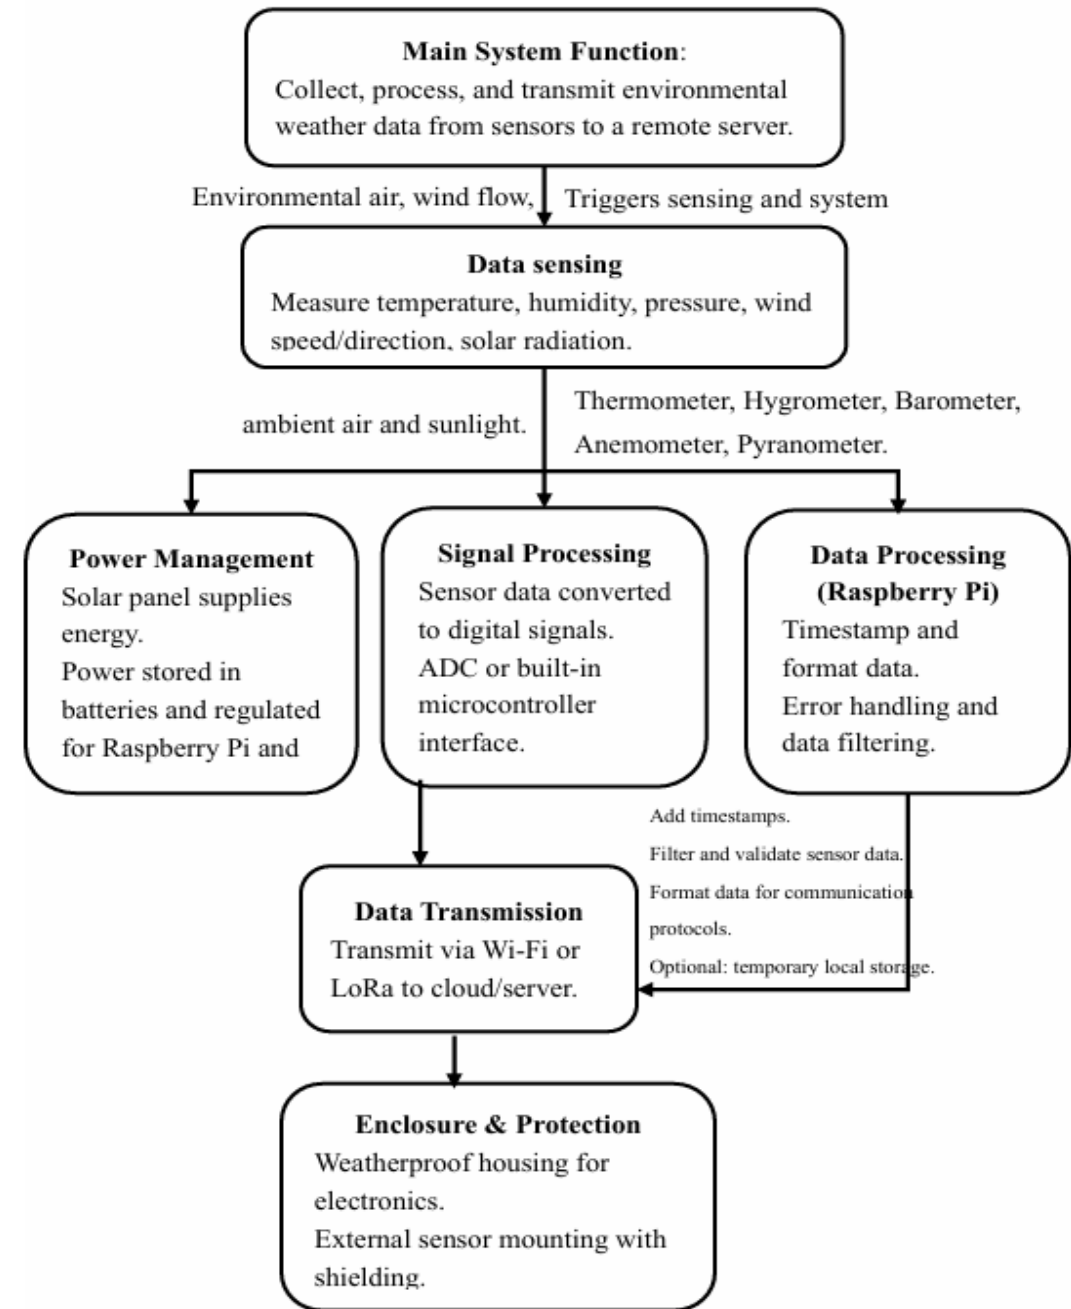 Main System Function:
Collect, process, and transmit environmental
weather data from sensors to a remote server.
Environmental air, wind flow,
Triggers sensing and system
Data sensing
Measure temperature, humidity, pressure, wind
speed/direction, solar radiation.
ambient air and sunlight.
Thermometer, Hygrometer, Barometer,
Anemometer, Pyranometer.
Power Management
Solar panel supplies
energy.
Power stored in
batteries and regulated
for Raspberry Pi and
Signal Processing
Sensor data converted
to digital signals.
ADC or built-in
microcontroller
interface.
Data Processing
(Raspberry Pi)
Timestamp and
format data.
Error handling and
data filtering.
Add timestamps.
Filter and validate sensor data.
Format data for communication
protocols.
Optional: temporary local storage.
Data Transmission
Transmit via Wi-Fi or
LoRa to cloud/server.
Enclosure & Protection
Weatherproof housing for
electronics.
External sensor mounting with
shielding.